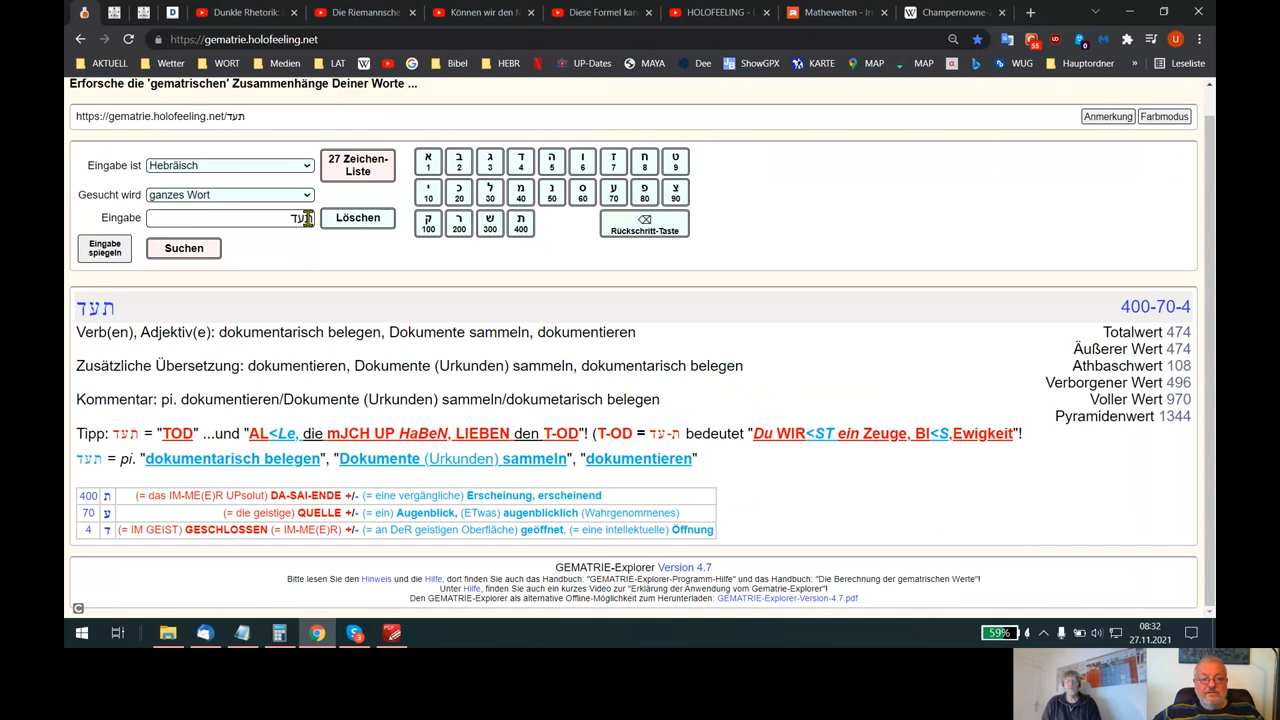 Dunkle Rhetorik:
Die Riemannsche
Können wir den M
Diese Formel kan
HOLOFEELING -
Mathewelten - Irr
Champernowne-Z
https://gematrie.holofeeling.net
AKTUELL Wetter WORT Medien LAT Bibel HEBR UP-Dates MAYA Dee ShowGPX KARTE MAP MAP WUG Hauptordner Leseliste
Erforsche die 'gematrischen' Zusammenhänge Deiner Worte ...
https://gematrie.holofeeling.net/תעד
Anmerkung Farbmodus
Eingabe ist Hebräisch
27 Zeichen-Liste
Gesucht wird ganzes Wort
Eingabe תעד Löschen
Eingabe spiegeln
Suchen
א ב ג ד ה ו ז ח ט
1 2 3 4 5 6 7 8 9
י כ ל מ נ ס ע פ צ
10 20 30 40 50 60 70 80 90
ק ר ש ת
100 200 300 400
Rückschritt-Taste
תעד 400-70-4
Verb(en), Adjektiv(e): dokumentarisch belegen, Dokumente sammeln, dokumentieren
Totalwert 474
Äußerer Wert 474
Zusätzliche Übersetzung: dokumentieren, Dokumente (Urkunden) sammeln, dokumentarisch belegen
Athbaschwert 108
Verborgener Wert 496
Kommentar: pi. dokumentieren/Dokumente (Urkunden) sammeln/dokumetarisch belegen
Voller Wert 970
Pyramidenwert 1344
Tipp: תעד = "TOD" ...und "AL<Le, die mJCH UP HaBeN, LIEBEN den T-OD"! (T-OD = ת-עד bedeutet "Du WIR<ST ein Zeuge, BI<S,Ewigkeit"!
תעד = pi. "dokumentarisch belegen", "Dokumente (Urkunden) sammeln", "dokumentieren"
400 ת (= das IM-ME(E)R UPsolut) DA-SAI-ENDE +/- (= eine vergängliche) Erscheinung, erscheinend
70 ע (= die geistige) QUELLE +/- (= ein) Augenblick, (ETwas) augenblicklich (Wahrgenommenes)
4 ד (= IM GEIST) GESCHLOSSEN (= IM-ME(E)R) +/- (= an DeR geistigen Oberfläche) geöffnet, (= eine intellektuelle) Öffnung
GEMATRIE-Explorer Version 4.7
Bitte lesen Sie den Hinweis und die Hilfe, dort finden Sie auch das Handbuch: "GEMATRIE-Explorer-Programm-Hilfe" und das Handbuch: "Die Berechnung der gematrischen Werte"!
Unter Hilfe, finden Sie auch ein kurzes Video zur "Erklärung der Anwendung vom Gematrie-Explorer"!
Den GEMATRIE-Explorer als alternative Offline-Möglichkeit zum Herunterladen: GEMATRIE-Explorer-Version-4.7.pdf
59%
08:32
27.11.2021